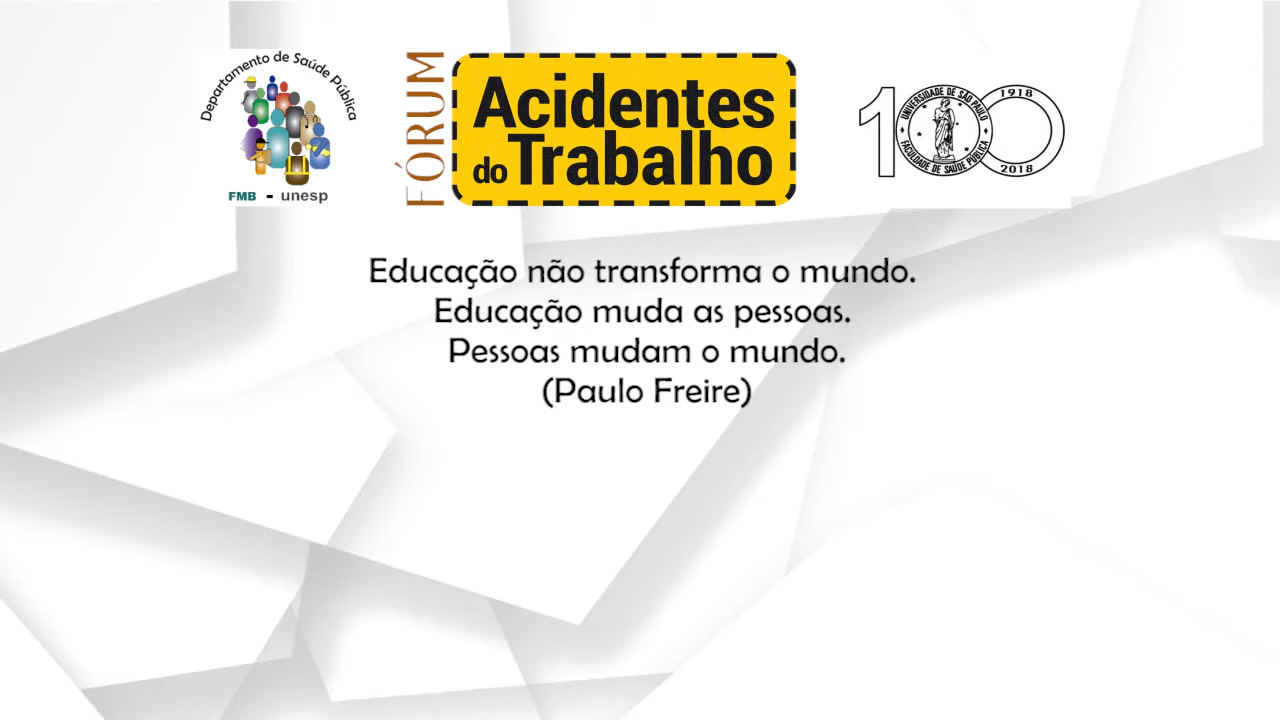 Departamento de Saúde Pública
FMB - unesp
FÓRUM
Acidentes
do Trabalho
100
UNIVERSIDADE DE SÃO PAULO
FACULDADE DE SAÚDE PÚBLICA
1918
2018
Educação não transforma o mundo.
Educação muda as pessoas.
Pessoas mudam o mundo.
(Paulo Freire)